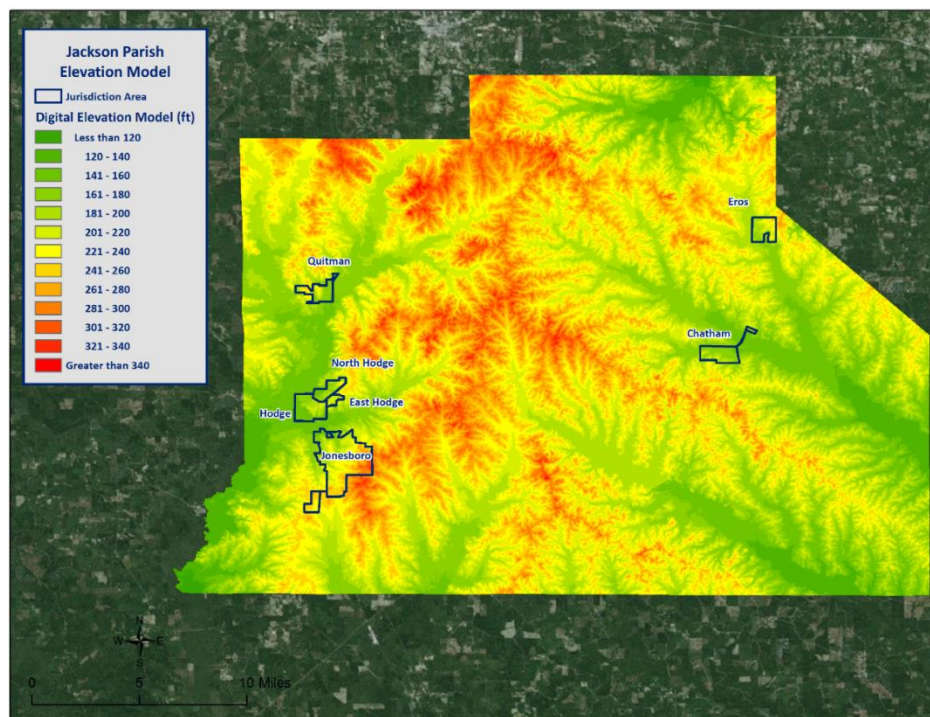 Jackson Parish
Elevation Model
Jurisdiction Area
Digital Elevation Model (ft)
Less than 120
120 - 140
141 - 160
161 - 180
181 - 200
201 - 220
221 - 240
241 - 260
261 - 280
281 - 300
301 - 320
321 - 340
Greater than 340
Eros
Quitman
Chatham
North Hodge
East Hodge
Hodge
Jonesboro
N
W E
S
0 5 10 Miles